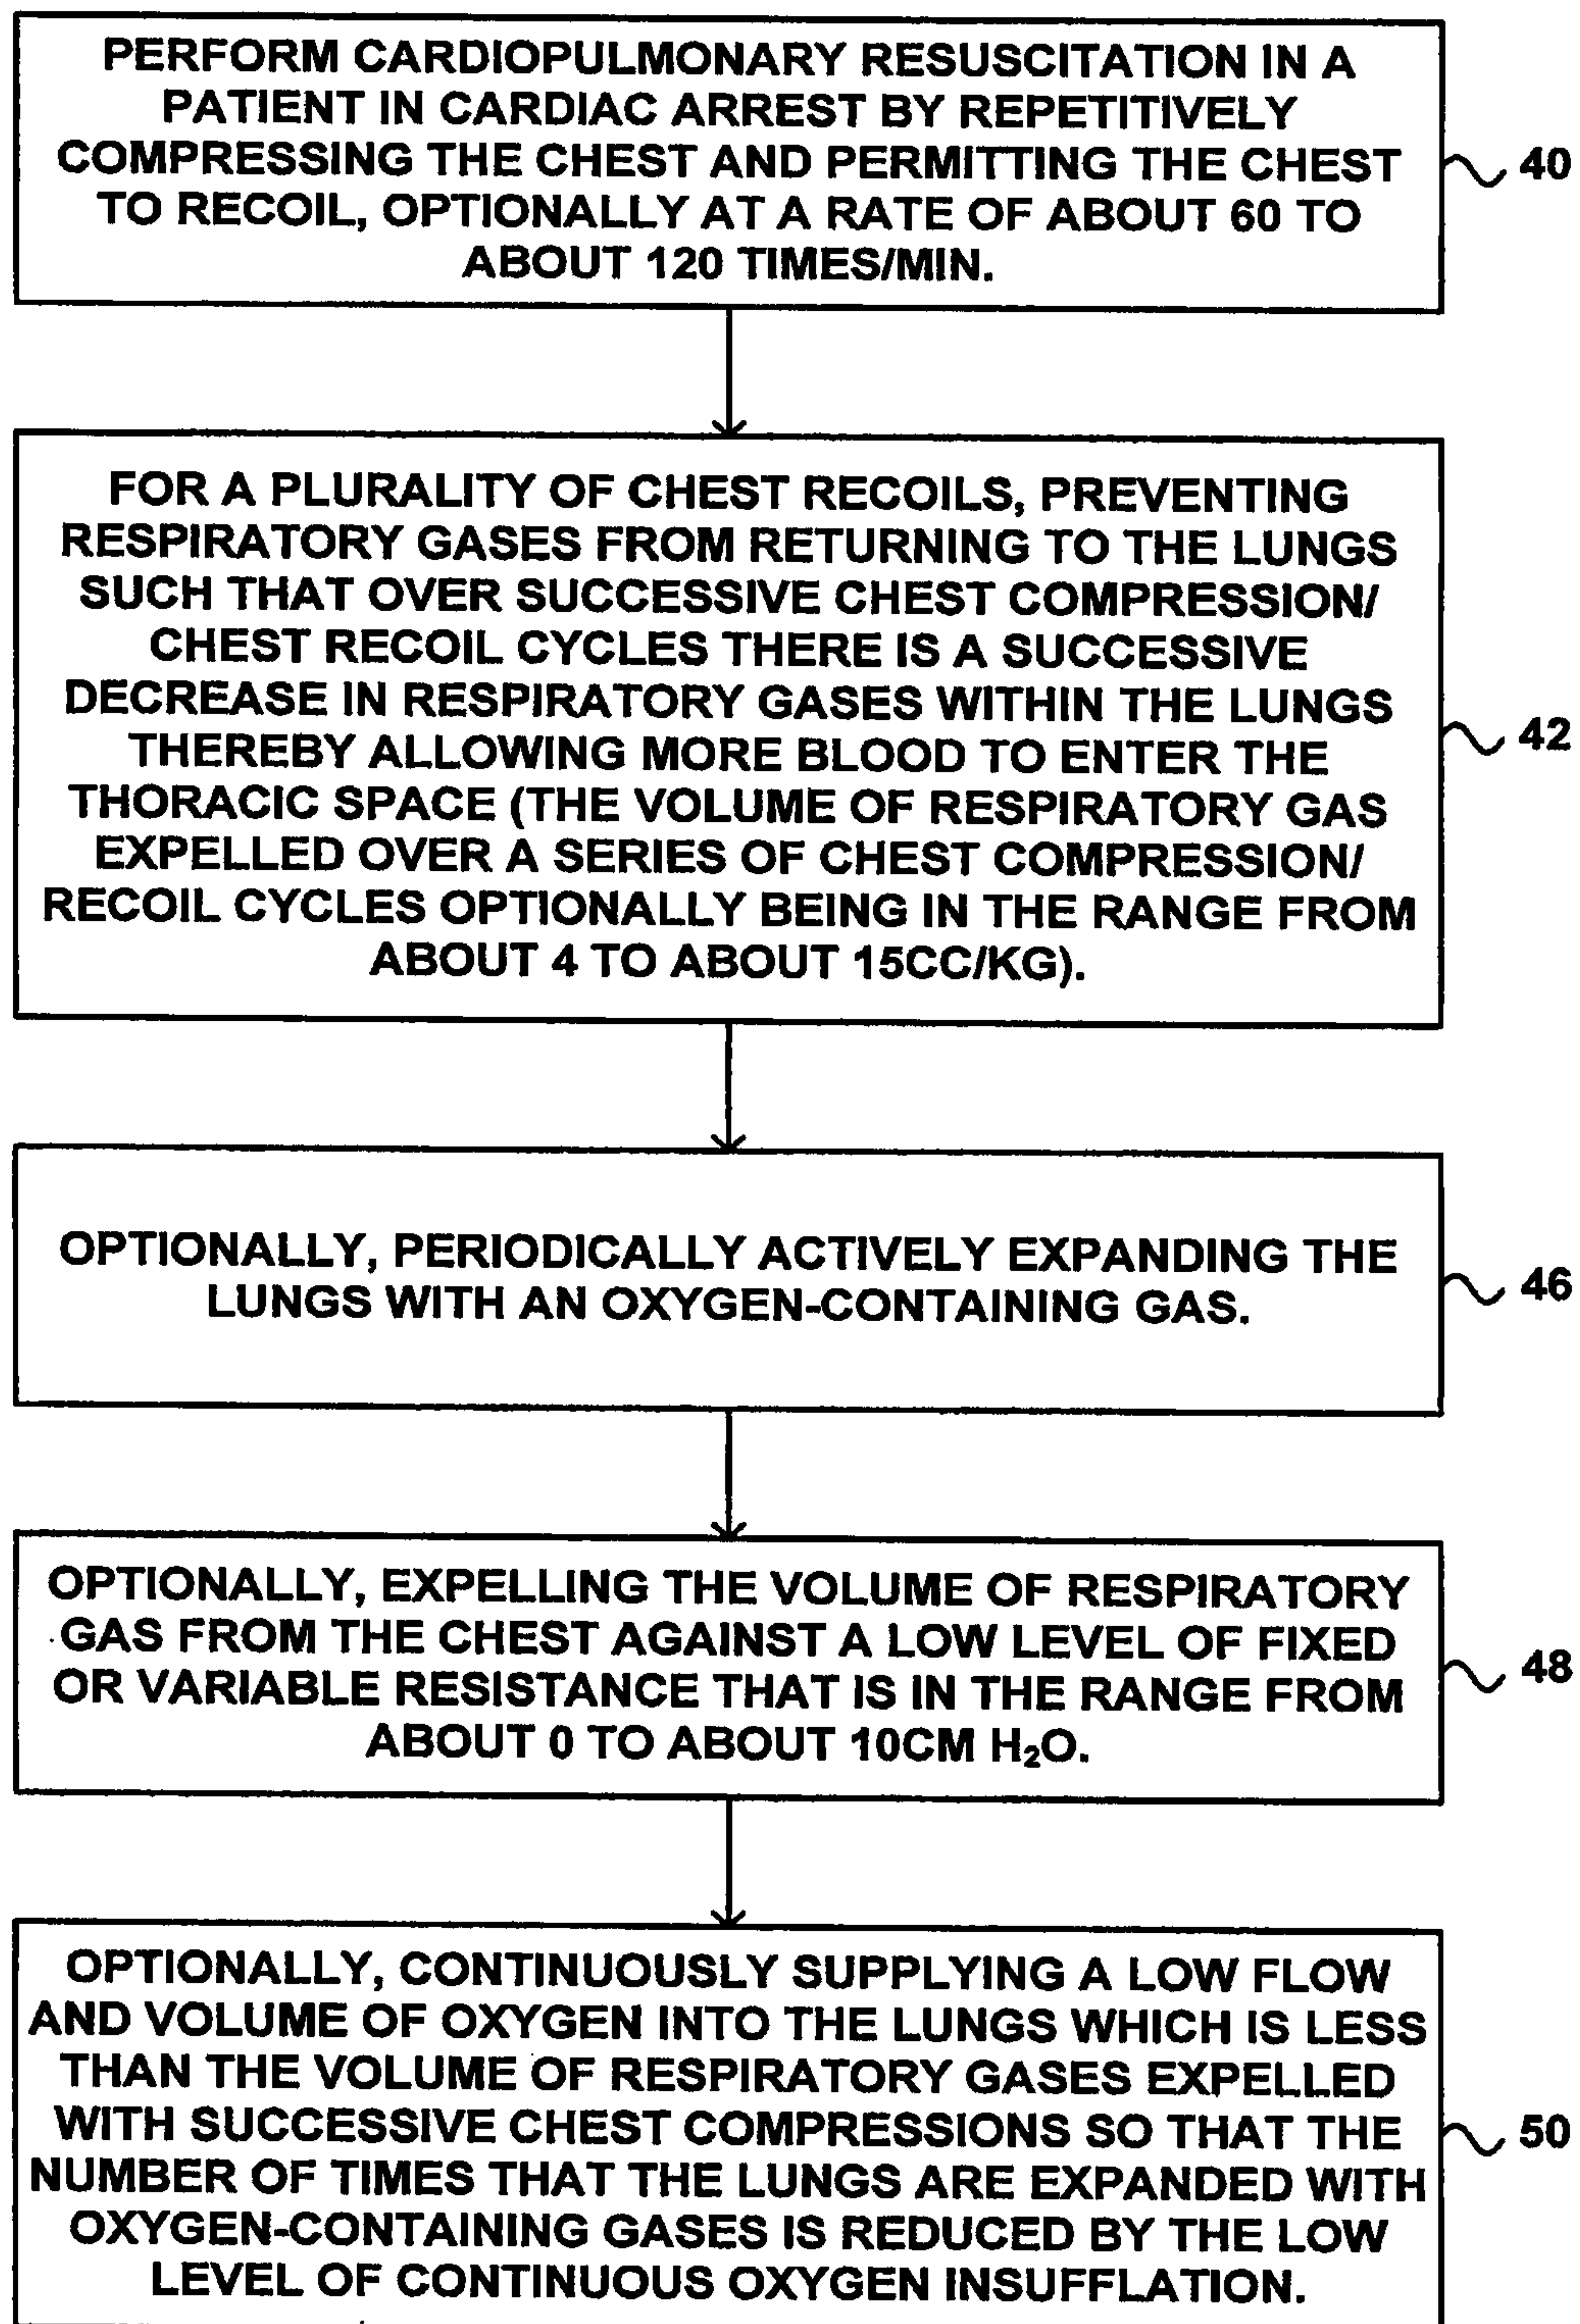 PERFORM CARDIOPULMONARY RESUSCITATION IN A
PATIENT IN CARDIAC ARREST BY REPETITIVELY
COMPRESSING THE CHEST AND PERMITTING THE CHEST
TO RECOIL, OPTIONALLY AT A RATE OF ABOUT 60 TO
ABOUT 120 TIMES/MIN.
40
FOR A PLURALITY OF CHEST RECOILS, PREVENTING
RESPIRATORY GASES FROM RETURNING TO THE LUNGS
SUCH THAT OVER SUCCESSIVE CHEST COMPRESSION/
CHEST RECOIL CYCLES THERE IS A SUCCESSIVE
DECREASE IN RESPIRATORY GASES WITHIN THE LUNGS
THEREBY ALLOWING MORE BLOOD TO ENTER THE
THORACIC SPACE (THE VOLUME OF RESPIRATORY GAS
EXPELLED OVER A SERIES OF CHEST COMPRESSION/
RECOIL CYCLES OPTIONALLY BEING IN THE RANGE FROM
ABOUT 4 TO ABOUT 15CC/KG).
42
OPTIONALLY, PERIODICALLY ACTIVELY EXPANDING THE
LUNGS WITH AN OXYGEN-CONTAINING GAS.
46
OPTIONALLY, EXPELLING THE VOLUME OF RESPIRATORY
GAS FROM THE CHEST AGAINST A LOW LEVEL OF FIXED
OR VARIABLE RESISTANCE THAT IS IN THE RANGE FROM
ABOUT 0 TO ABOUT 10CM H₂O.
48
OPTIONALLY, CONTINUOUSLY SUPPLYING A LOW FLOW
AND VOLUME OF OXYGEN INTO THE LUNGS WHICH IS LESS
THAN THE VOLUME OF RESPIRATORY GASES EXPELLED
WITH SUCCESSIVE CHEST COMPRESSIONS SO THAT THE
NUMBER OF TIMES THAT THE LUNGS ARE EXPANDED WITH
OXYGEN-CONTAINING GASES IS REDUCED BY THE LOW
LEVEL OF CONTINUOUS OXYGEN INSUFFLATION.
50